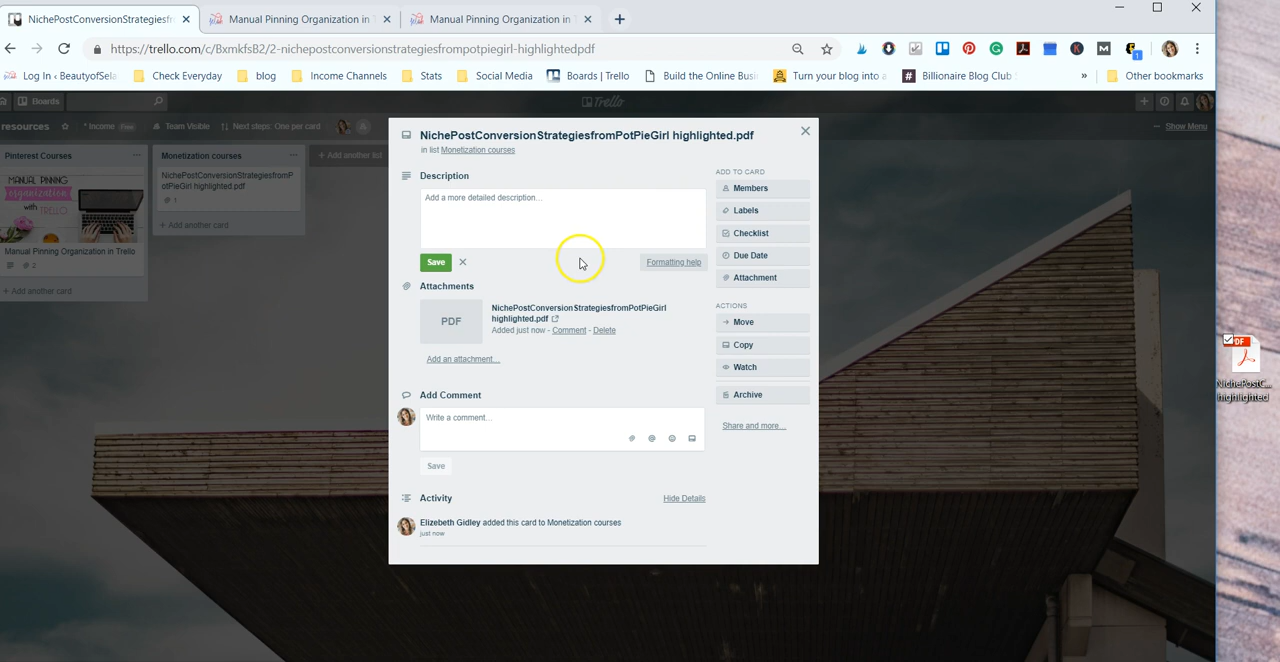 NichePostConversionStrategiesfr
Manual Pinning Organization in T
Manual Pinning Organization in T
https://trello.com/c/BxmkfsB2/2-nichepostconversionstrategiesfrompotpiegirl-highlightedpdf
Log In ‹ BeautyofSela
Check Everyday
blog
Income Channels
Stats
Social Media
Boards | Trello
Build the Online Busi
Turn your blog into a
Billionaire Blog Club
»
Other bookmarks
Boards
Trello
resources
* Income
Free
Team Visible
Next steps: One per card
Show Menu
Pinterest Courses
Monetization courses
+ Add another list
MANUAL PINNING
organization
with TRELLO
Manual Pinning Organization in Trello
2
+ Add another card
NichePostConversionStrategiesfromP
otPieGirl highlighted.pdf
1
+ Add another card
NichePostConversionStrategiesfromPotPieGirl highlighted.pdf
in list Monetization courses
Description
Add a more detailed description…
Save
Formatting help
Attachments
PDF
NichePostConversionStrategiesfromPotPieGirl
highlighted.pdf
Added just now - Comment - Delete
Add an attachment…
Add Comment
Write a comment…
Save
Activity
Hide Details
Elizebeth Gidley added this card to Monetization courses
just now
ADD TO CARD
Members
Labels
Checklist
Due Date
Attachment
ACTIONS
Move
Copy
Watch
Archive
Share and more…
NichePostC...
highlighted